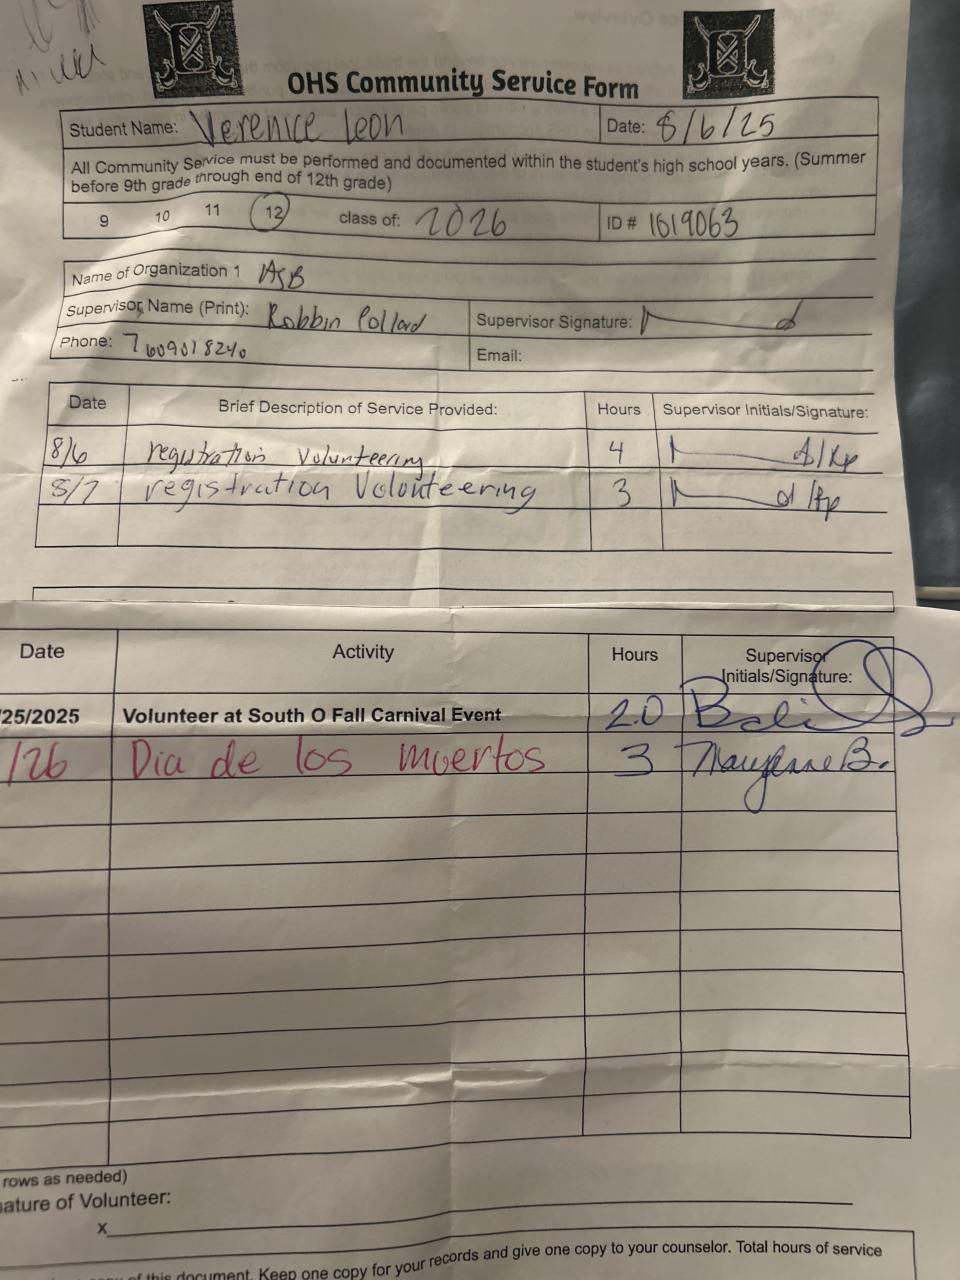 OHS Community Service Form
Student Name: Verenice Leon Date: 8/6/25
All Community Service must be performed and documented within the student's high school years. (Summer
before 9th grade through end of 12th grade)
9 10 11 12 class of: 2026 ID # 1619063
Name of Organization 1 ASB
Supervisor Name (Print): Robbin Pollard Supervisor Signature:
Phone: 7609018240 Email:
Date Brief Description of Service Provided: Hours Supervisor Initials/Signature:
8/6 registration volunteering 4
8/7 registration Volunteering 3
Date Activity Hours Supervisor
Initials/Signature:
/25/2025 Volunteer at South O Fall Carnival Event 2.0
/26 Dia de los muertos 3
rows as needed)
ature of Volunteer:
x
of this document. Keep one copy for your records and give one copy to your counselor. Total hours of service